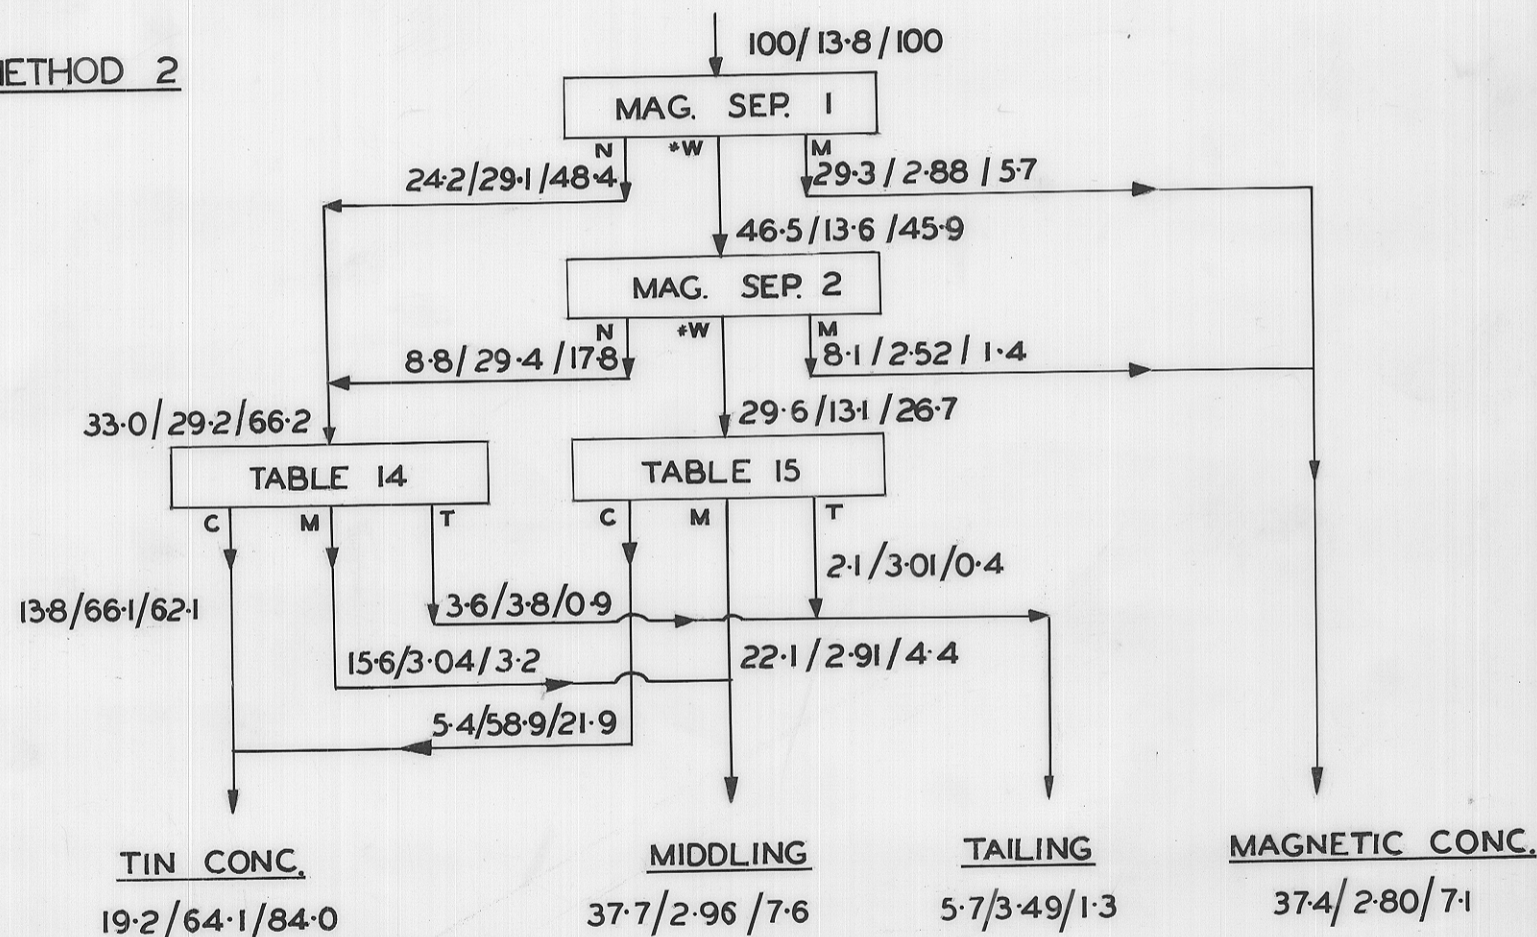 METHOD 2
100/13·8/100
MAG. SEP. 1
N *W M
24·2/29·1/48·4
29·3/2·88/5·7
46·5/13·6/45·9
MAG. SEP. 2
N *W M
8·8/29·4/17·8
8·1/2·52/1·4
33·0/29·2/66·2
29·6/13·1/26·7
TABLE 14
TABLE 15
C M T
C M T
2·1/3·01/0·4
13·8/66·1/62·1
3·6/3·8/0·9
15·6/3·04/3·2
22·1/2·91/4·4
5·4/58·9/21·9
TIN CONC.
MIDDLING
TAILING
MAGNETIC CONC.
19·2/64·1/84·0
37·7/2·96/7·6
5·7/3·49/1·3
37·4/2·80/7·1